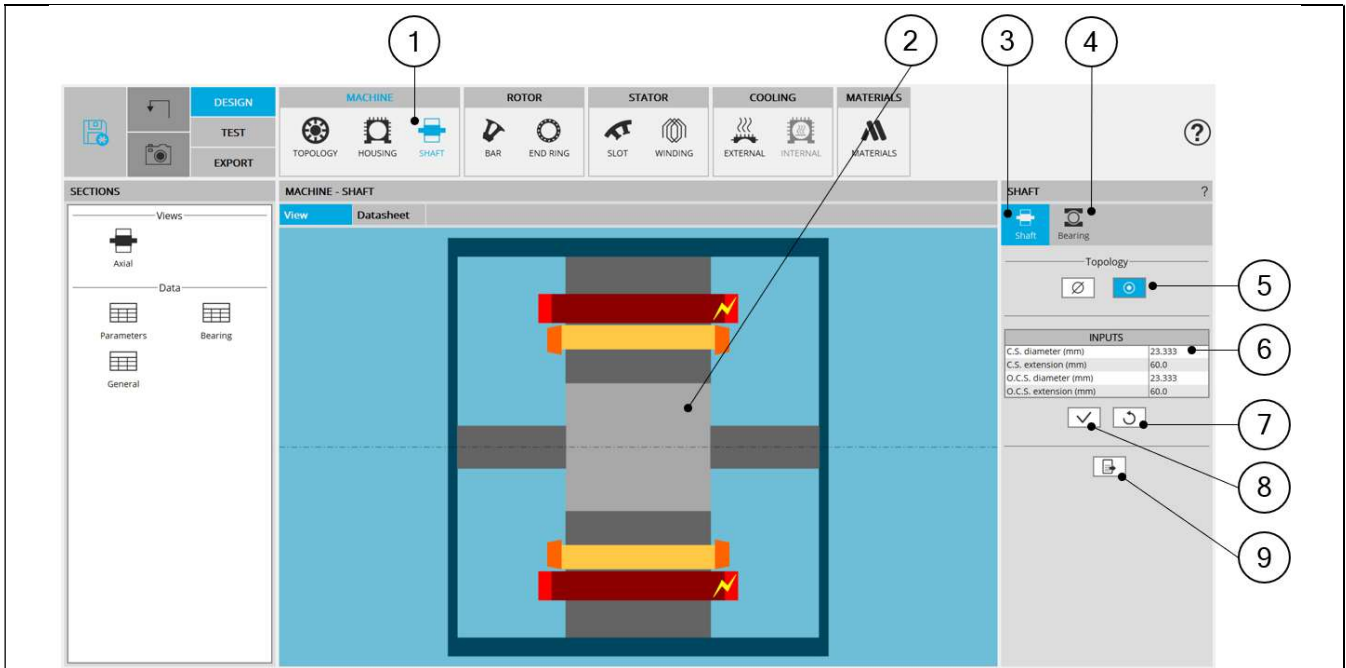 1
2
3
4
DESIGN
TEST
EXPORT
MACHINE
ROTOR
STATOR
COOLING
MATERIALS
TOPOLOGY
HOUSING
SHAFT
BAR
END RING
SLOT
WINDING
EXTERNAL
INTERNAL
MATERIALS
?
SECTIONS
MACHINE - SHAFT
SHAFT
?
Views
Axial
Data
Parameters
Bearing
General
View
Datasheet
Shaft
Bearing
Topology
5
INPUTS
C.S. diameter (mm) 23.333
C.S. extension (mm) 60.0
O.C.S. diameter (mm) 23.333
O.C.S. extension (mm) 60.0
6
7
8
9